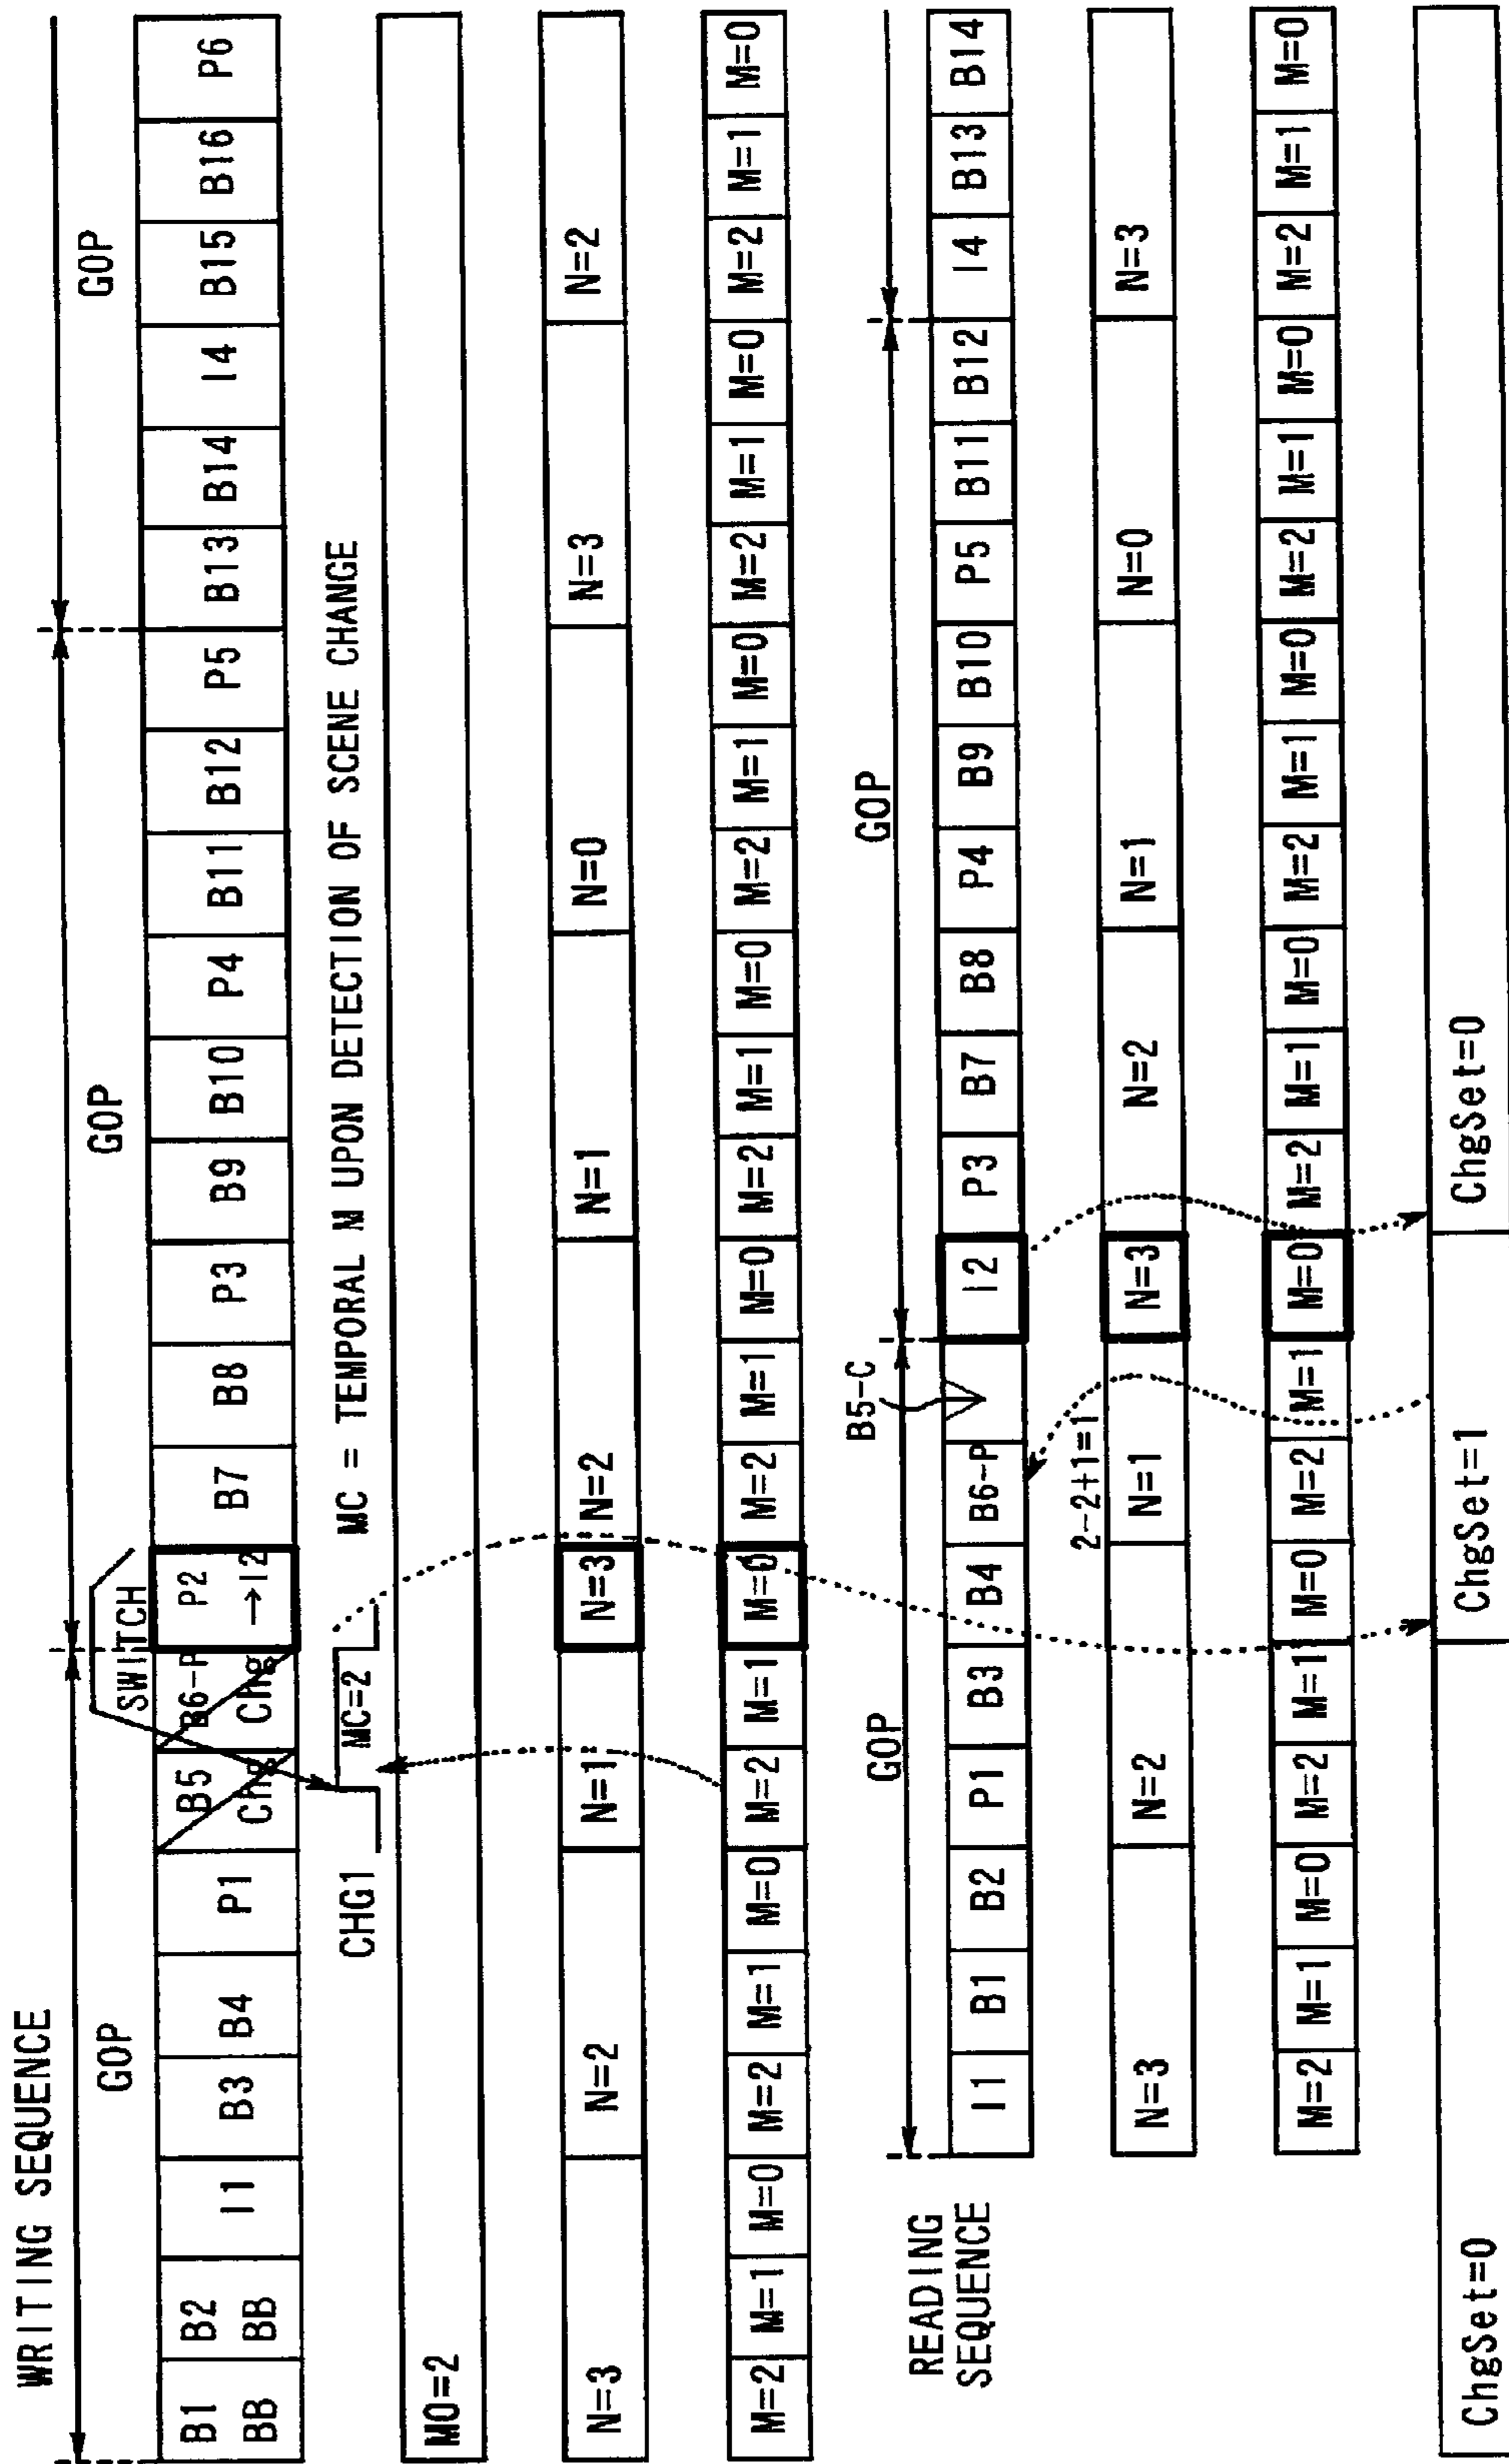 WRITING SEQUENCE
GOP GOP GOP
SWITCH
B1 B2 I1 B3 B4 P1 B5 B6-P P2 B7 B8 P3 B9 B10 P4 B11 B12 P5 B13 B14 I4 B15 B16 P6
BB BB Chg Chg →I2
CHG1 MC=2 MC = TEMPORAL M UPON DETECTION OF SCENE CHANGE
MO=2
N=3 N=2 N=1 N=3 N=2 N=1 N=0 N=3 N=2
M=2 M=1 M=0 M=2 M=1 M=0 M=2 M=1 M=0 M=2 M=1 M=0 M=2 M=1 M=0 M=2 M=1 M=0 M=2 M=1 M=0 M=2 M=1 M=0
READING
SEQUENCE
GOP B5-C GOP
I1 B1 B2 P1 B3 B4 B6-P I2 P3 B7 B8 P4 B9 B10 P5 B11 B12 I4 B13 B14
2-2+1=1
N=3 N=2 N=1 N=3 N=2 N=1 N=0 N=3
M=2 M=1 M=0 M=2 M=1 M=0 M=2 M=1 M=0 M=2 M=1 M=0 M=2 M=1 M=0 M=2 M=1 M=0 M=2 M=1 M=0
ChgSet=0 ChgSet=1 ChgSet=0